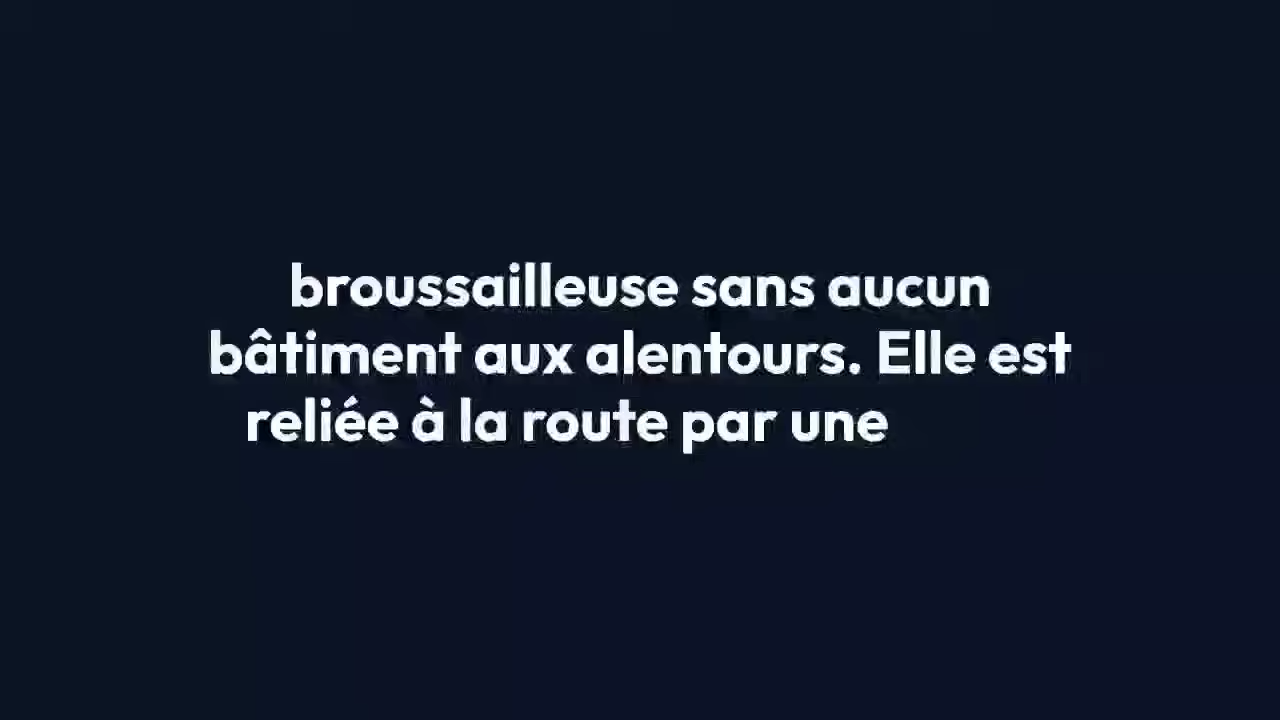 broussailleuse sans aucun
bâtiment aux alentours. Elle est
reliée à la route par une